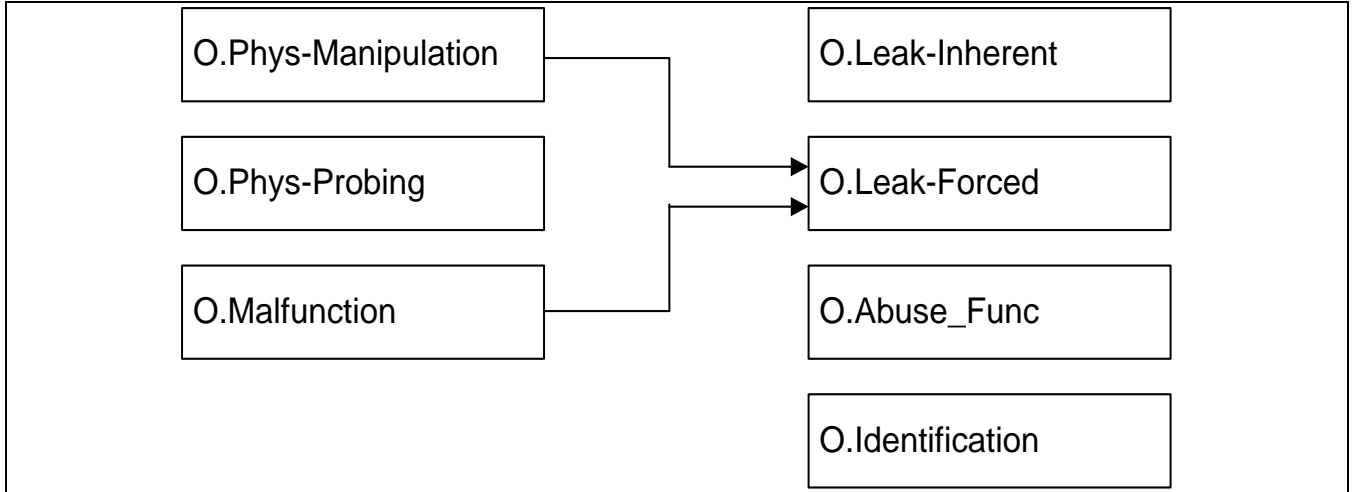 O.Phys-Manipulation
O.Leak-Inherent
O.Phys-Probing
O.Leak-Forced
O.Malfunction
O.Abuse_Func
O.Identification